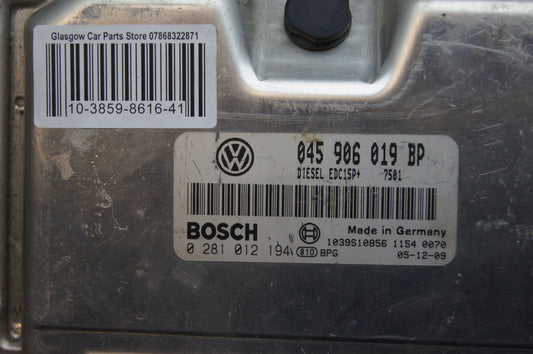 Glasgow Car Parts Store 07868322871
10-3859-8616-41
045 906 019 BP
DIESEL EDC15P+ 7501
BOSCH
Made in Germany
0 281 012 194
810 BPG
1039S10856 1154 0070
05-12-09